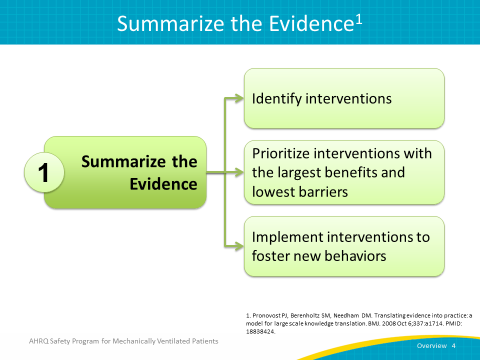 Summarize the Evidence1
1
Summarize the
Evidence
Identify interventions
Prioritize interventions with
the largest benefits and
lowest barriers
Implement interventions to
foster new behaviors
1. Pronovost PJ, Berenholtz SM, Needham DM. Translating evidence into practice: a
model for large scale knowledge translation. BMJ. 2008 Oct 6;337:a1714. PMID:
18838424.
AHRQ Safety Program for Mechanically Ventilated Patients
Overview 4